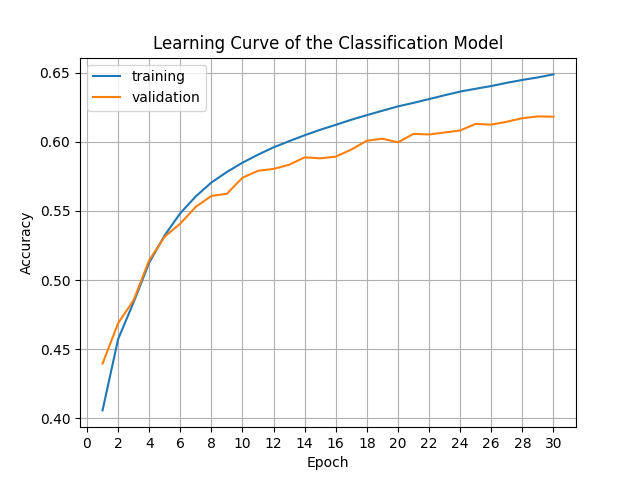 Learning Curve of the Classification Model
training
validation
0.65
0.60
0.55
0.50
0.45
0.40
Accuracy
0 2 4 6 8 10 12 14 16 18 20 22 24 26 28 30
Epoch